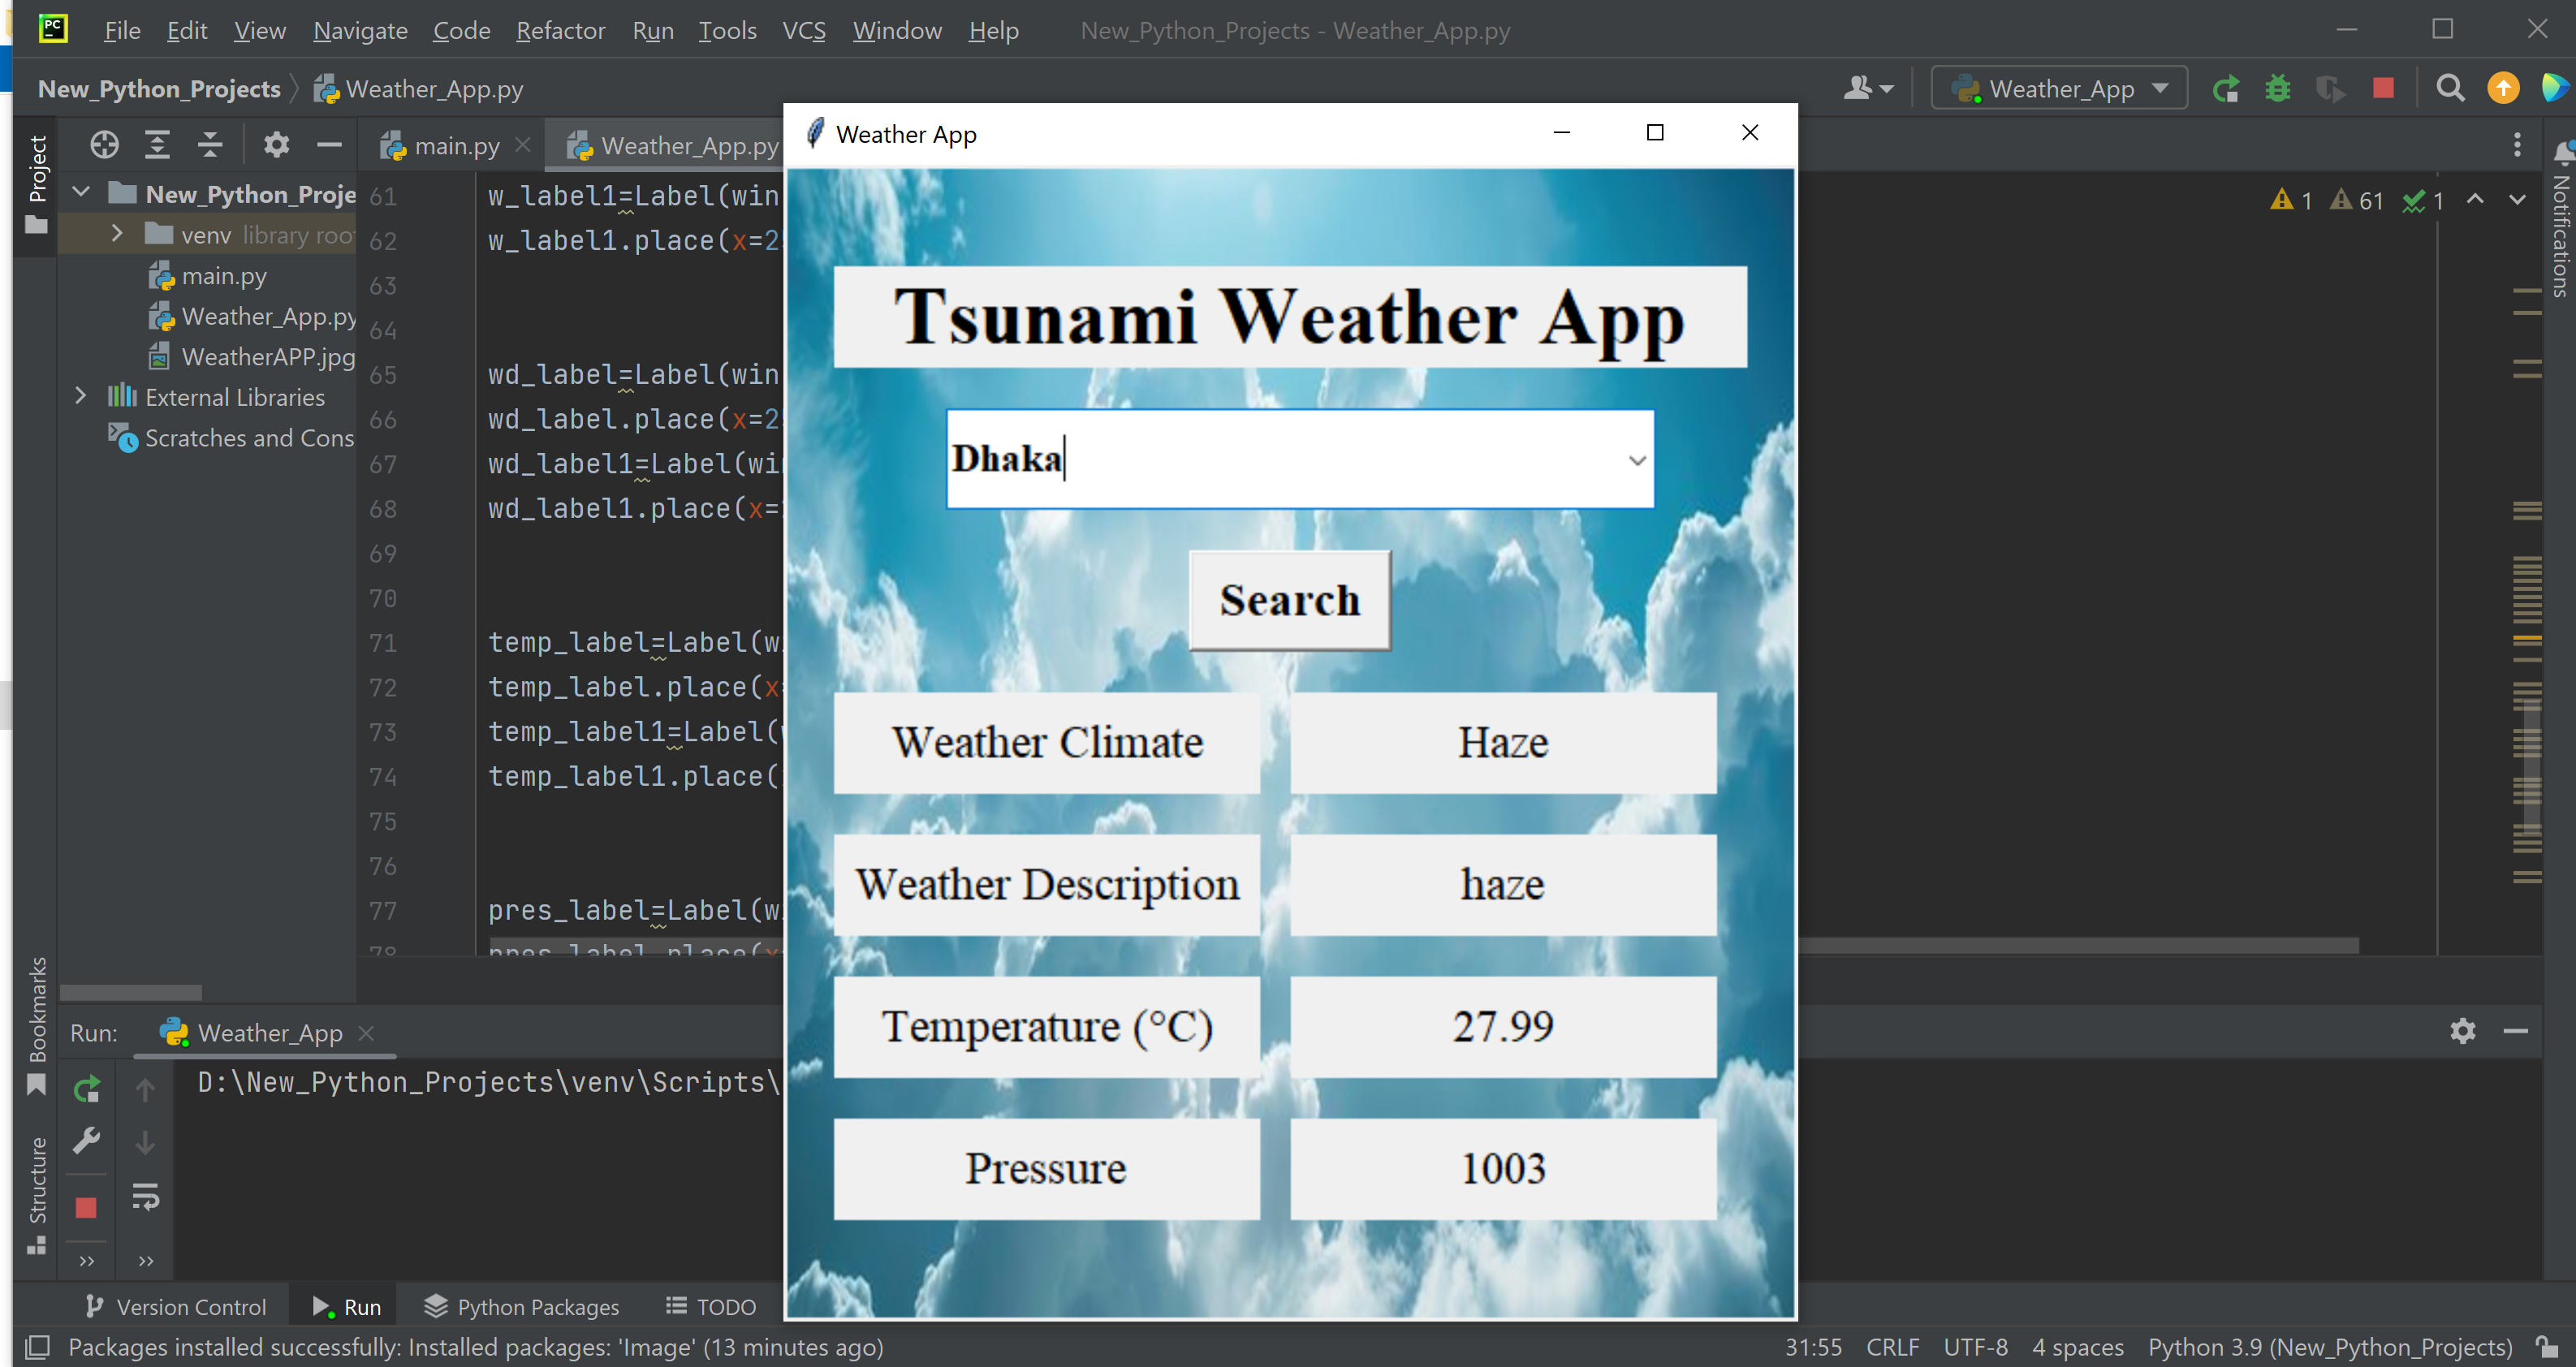 File Edit View Navigate Code Refactor Run Tools VCS Window Help New_Python_Projects - Weather_App.py
New_Python_Projects Weather_App.py
Weather_App
Project
main.py
Weather_App.py
New_Python_Proje
venv library roo
main.py
Weather_App.py
WeatherAPP.jpg
External Libraries
Scratches and Cons
61 w_label1=Label(win
62 w_label1.place(x=2
63
64
65 wd_label=Label(win
66 wd_label.place(x=2
67 wd_label1=Label(wi
68 wd_label1.place(x=
69
70
71 temp_label=Label(w
72 temp_label.place(x
73 temp_label1=Label(
74 temp_label1.place(
75
76
77 pres_label=Label(w
78 pres_label.place(x
1 61 1
Notifications
Weather App
Tsunami Weather App
Dhaka
Search
Weather Climate Haze
Weather Description haze
Temperature (°C) 27.99
Pressure 1003
Bookmarks
Structure
Run: Weather_App
D:\New_Python_Projects\venv\Scripts\
Version Control Run Python Packages TODO
Packages installed successfully: Installed packages: 'Image' (13 minutes ago)
31:55 CRLF UTF-8 4 spaces Python 3.9 (New_Python_Projects)